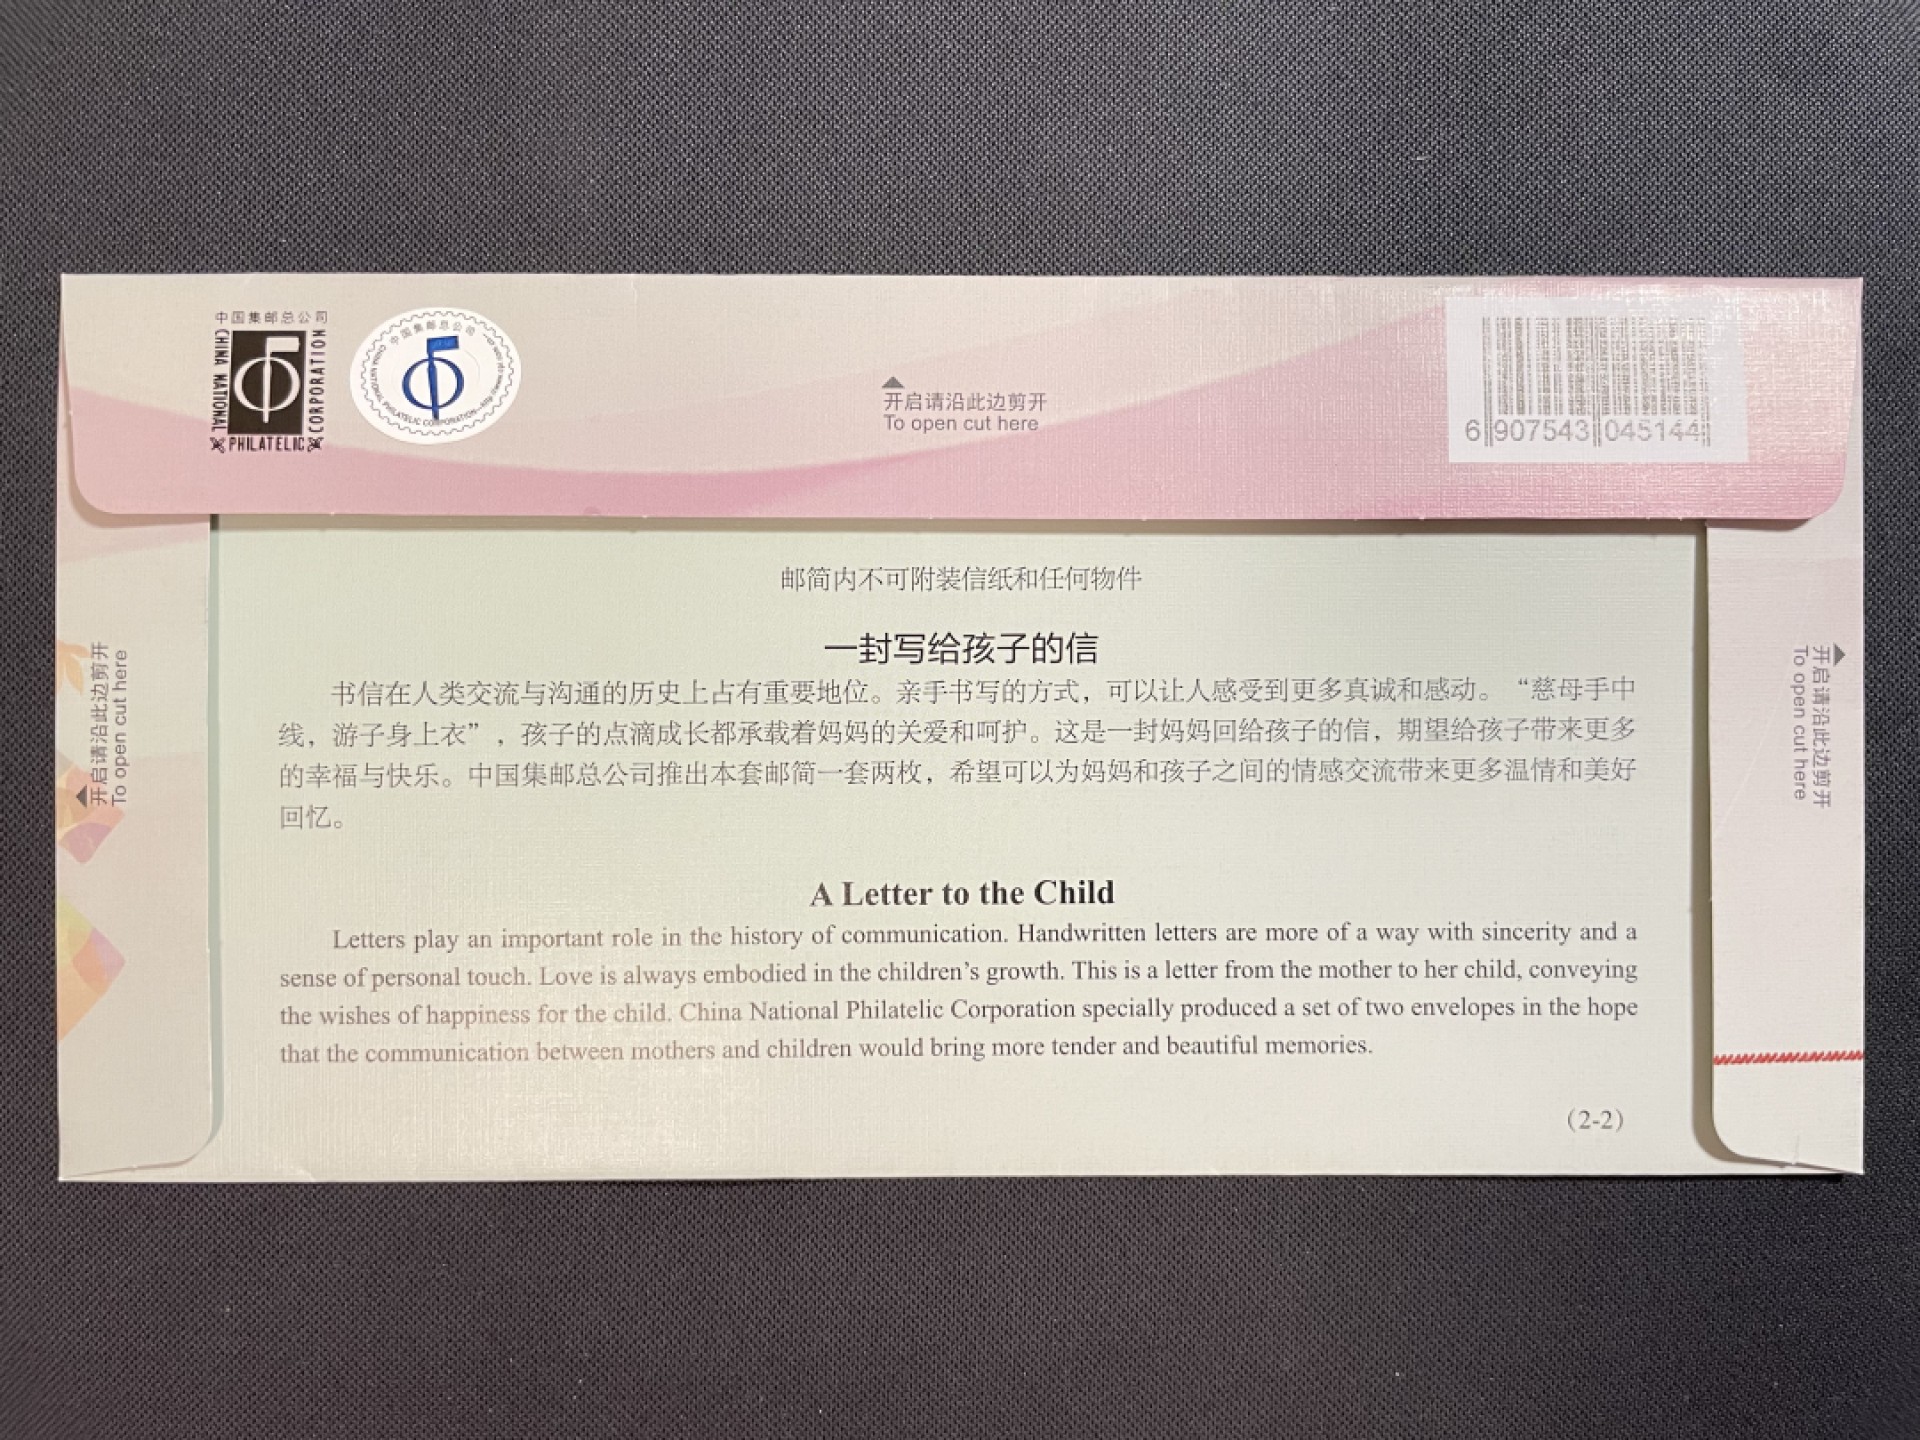 中国集邮总公司
CHINA NATIONAL
PHILATELIC
CORPORATION
中国集邮总公司
CHINA NATIONAL PHILATELIC CORPORATION
开启请沿此边剪开
To open cut here
6 907543 045144
邮简内不可附装信纸和任何物件
一封写给孩子的信
书信在人类交流与沟通的历史上占有重要地位。亲手书写的方式，可以让人感受到更多真诚和感动。“慈母手中
线，游子身上衣”，孩子的点滴成长都承载着妈妈的关爱和呵护。这是一封妈妈回给孩子的信，期望给孩子带来更多
的幸福与快乐。中国集邮总公司推出本套邮简一套两枚，希望可以为妈妈和孩子之间的情感交流带来更多温情和美好
回忆。
A Letter to the Child
Letters play an important role in the history of communication. Handwritten letters are more of a way with sincerity and a
sense of personal touch. Love is always embodied in the children’s growth. This is a letter from the mother to her child, conveying
the wishes of happiness for the child. China National Philatelic Corporation specially produced a set of two envelopes in the hope
that the communication between mothers and children would bring more tender and beautiful memories.
(2-2)
开启请沿此边剪开
To open cut here
开启请沿此边剪开
To open cut here